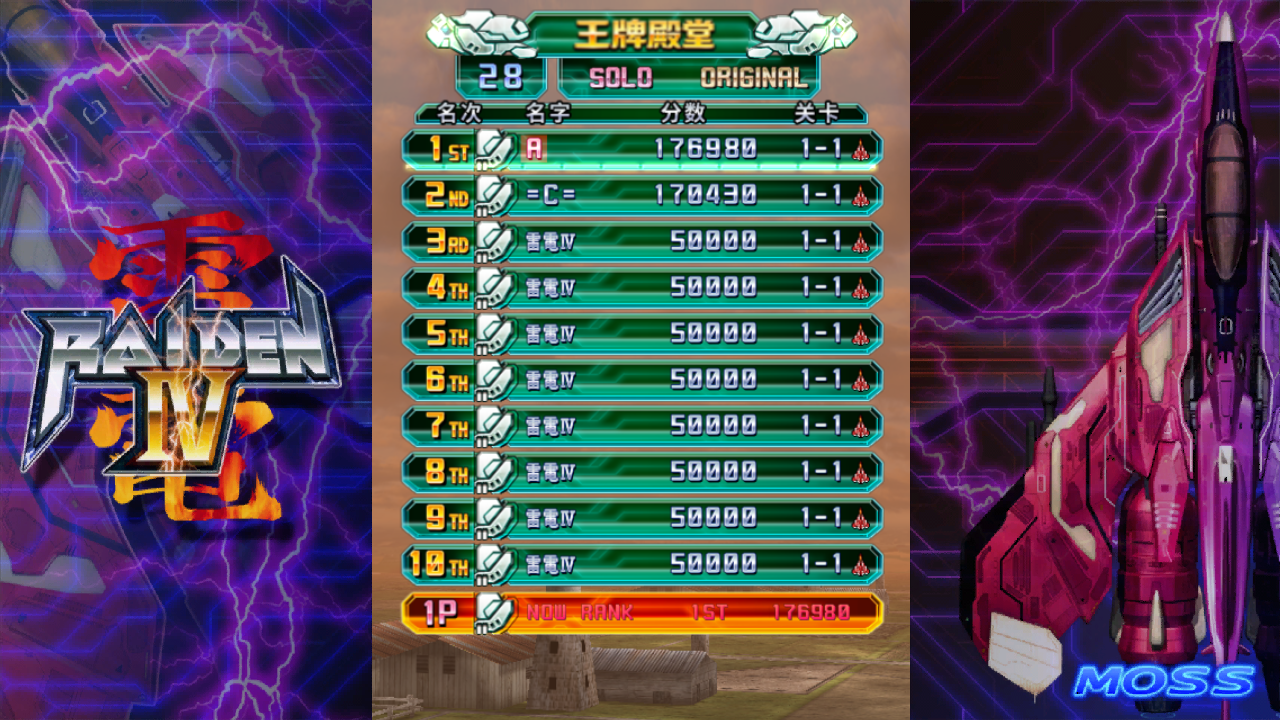 王牌殿堂
28 SOLO ORIGINAL
名次 名字 分数 关卡
1ST A 176980 1-1
2ND =C= 170430 1-1
3RD 雷電Ⅳ 50000 1-1
4TH 雷電Ⅳ 50000 1-1
5TH 雷電Ⅳ 50000 1-1
6TH 雷電Ⅳ 50000 1-1
7TH 雷電Ⅳ 50000 1-1
8TH 雷電Ⅳ 50000 1-1
9TH 雷電Ⅳ 50000 1-1
10TH 雷電Ⅳ 50000 1-1
1P NOW RANK 1ST 176980
雷電
RAIDEN
IV
MOSS